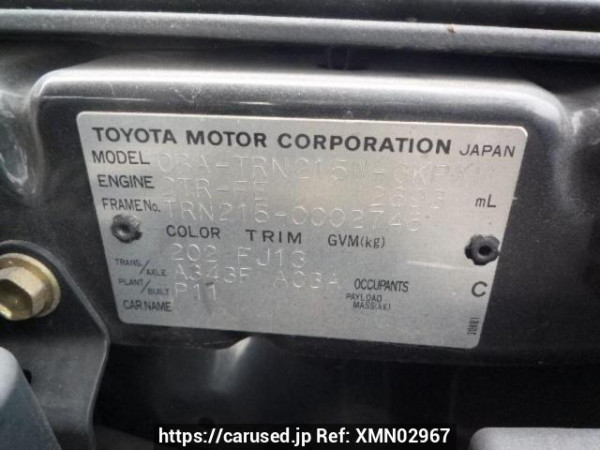 TOYOTA MOTOR CORPORATION JAPAN
MODEL CBA-TRN215W-GKP
ENGINE 2TR-FE 2693 mL
FRAME No. TRN215-0002748
COLOR TRIM GVM(kg)
202 FJ13
TRANS./AXLE A343F A03A OCCUPANTS C
PLANT/BUILT P11 PAYLOAD MASS(kg)
CAR NAME
https://carused.jp Ref: XMN02967